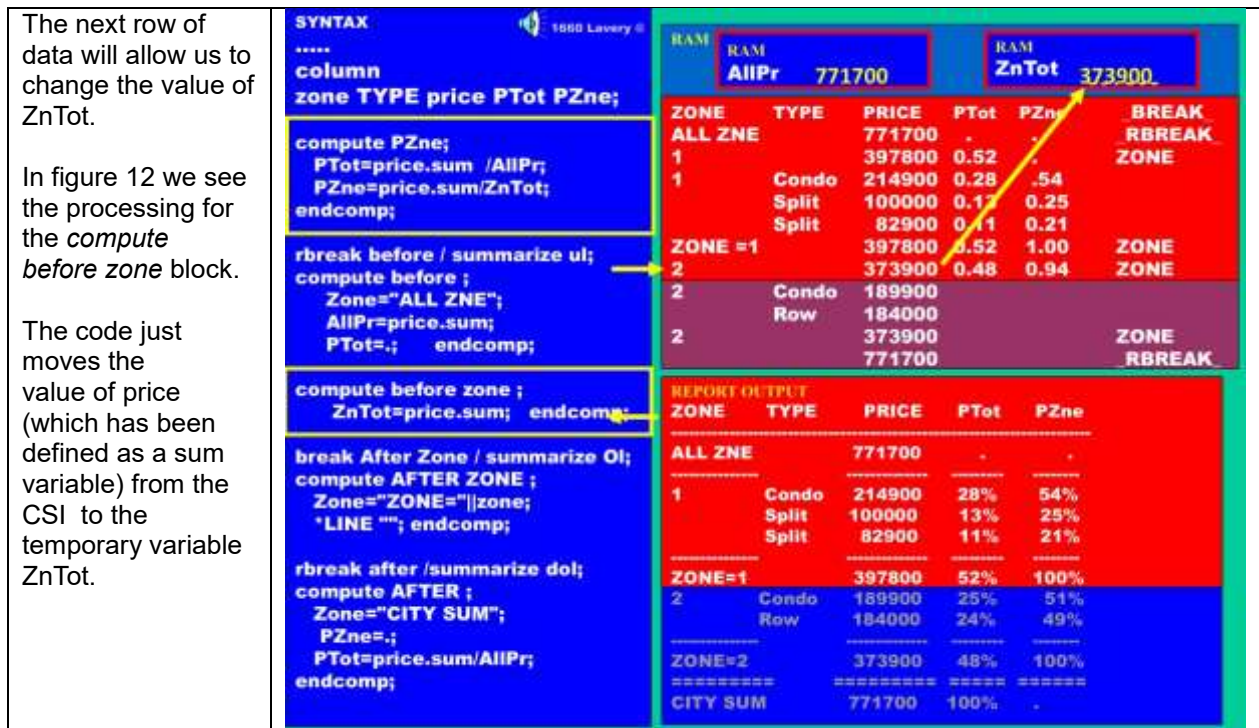 The next row of
data will allow us to
change the value of
ZnTot.
In figure 12 we see
the processing for
the compute
before zone block.
The code just
moves the
value of price
(which has been
defined as a sum
variable) from the
CSI to the
temporary variable
ZnTot.
SYNTAX 1660 Lavery ©
.....
column
zone TYPE price PTot PZne;
compute PZne;
PTot=price.sum /AllPr;
PZne=price.sum/ZnTot;
endcomp;
rbreak before / summarize ul;
compute before ;
Zone="ALL ZNE";
AllPr=price.sum;
PTot=.; endcomp;
compute before zone ;
ZnTot=price.sum; endcomp;
break After Zone / summarize Ol;
compute AFTER ZONE ;
Zone="ZONE="||zone;
*LINE ""; endcomp;
rbreak after /summarize dol;
compute AFTER ;
Zone="CITY SUM";
PZne=.;
PTot=price.sum/AllPr;
endcomp;
RAM
RAM
AllPr 771700
RAM
ZnTot 373900_
ZONE TYPE PRICE PTot PZn _BREAK_
ALL ZNE 771700 . . _RBREAK_
1 397800 0.52 . ZONE
1 Condo 214900 0.28 .54
Split 100000 0.13 0.25
Split 82900 0.11 0.21
ZONE =1 397800 0.52 1.00 ZONE
2 373900 0.48 0.94 ZONE
2 Condo 189900
Row 184000
2 373900 ZONE
771700 _RBREAK_
REPORT OUTPUT
ZONE TYPE PRICE PTot PZne
ALL ZNE 771700 . .
1 Condo 214900 28% 54%
Split 100000 13% 25%
Split 82900 11% 21%
ZONE=1 397800 52% 100%
2 Condo 189900 25% 51%
Row 184000 24% 49%
ZONE=2 373900 48% 100%
========= ========= ===== ======
CITY SUM 771700 100% .